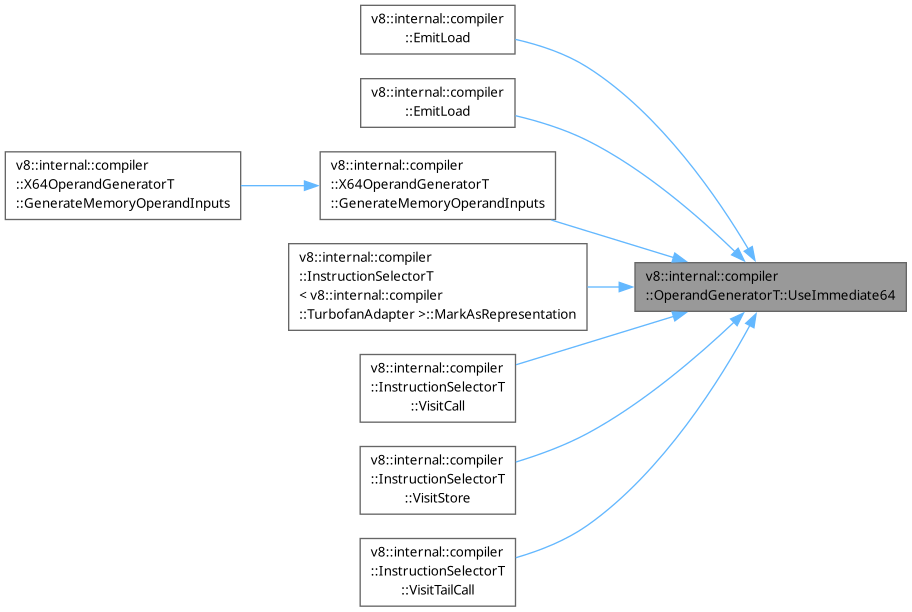 v8::internal::compiler
::EmitLoad
v8::internal::compiler
::EmitLoad
v8::internal::compiler
::X64OperandGeneratorT
::GenerateMemoryOperandInputs
v8::internal::compiler
::X64OperandGeneratorT
::GenerateMemoryOperandInputs
v8::internal::compiler
::InstructionSelectorT
< v8::internal::compiler
::TurbofanAdapter >::MarkAsRepresentation
v8::internal::compiler
::OperandGeneratorT::UseImmediate64
v8::internal::compiler
::InstructionSelectorT
::VisitCall
v8::internal::compiler
::InstructionSelectorT
::VisitStore
v8::internal::compiler
::InstructionSelectorT
::VisitTailCall